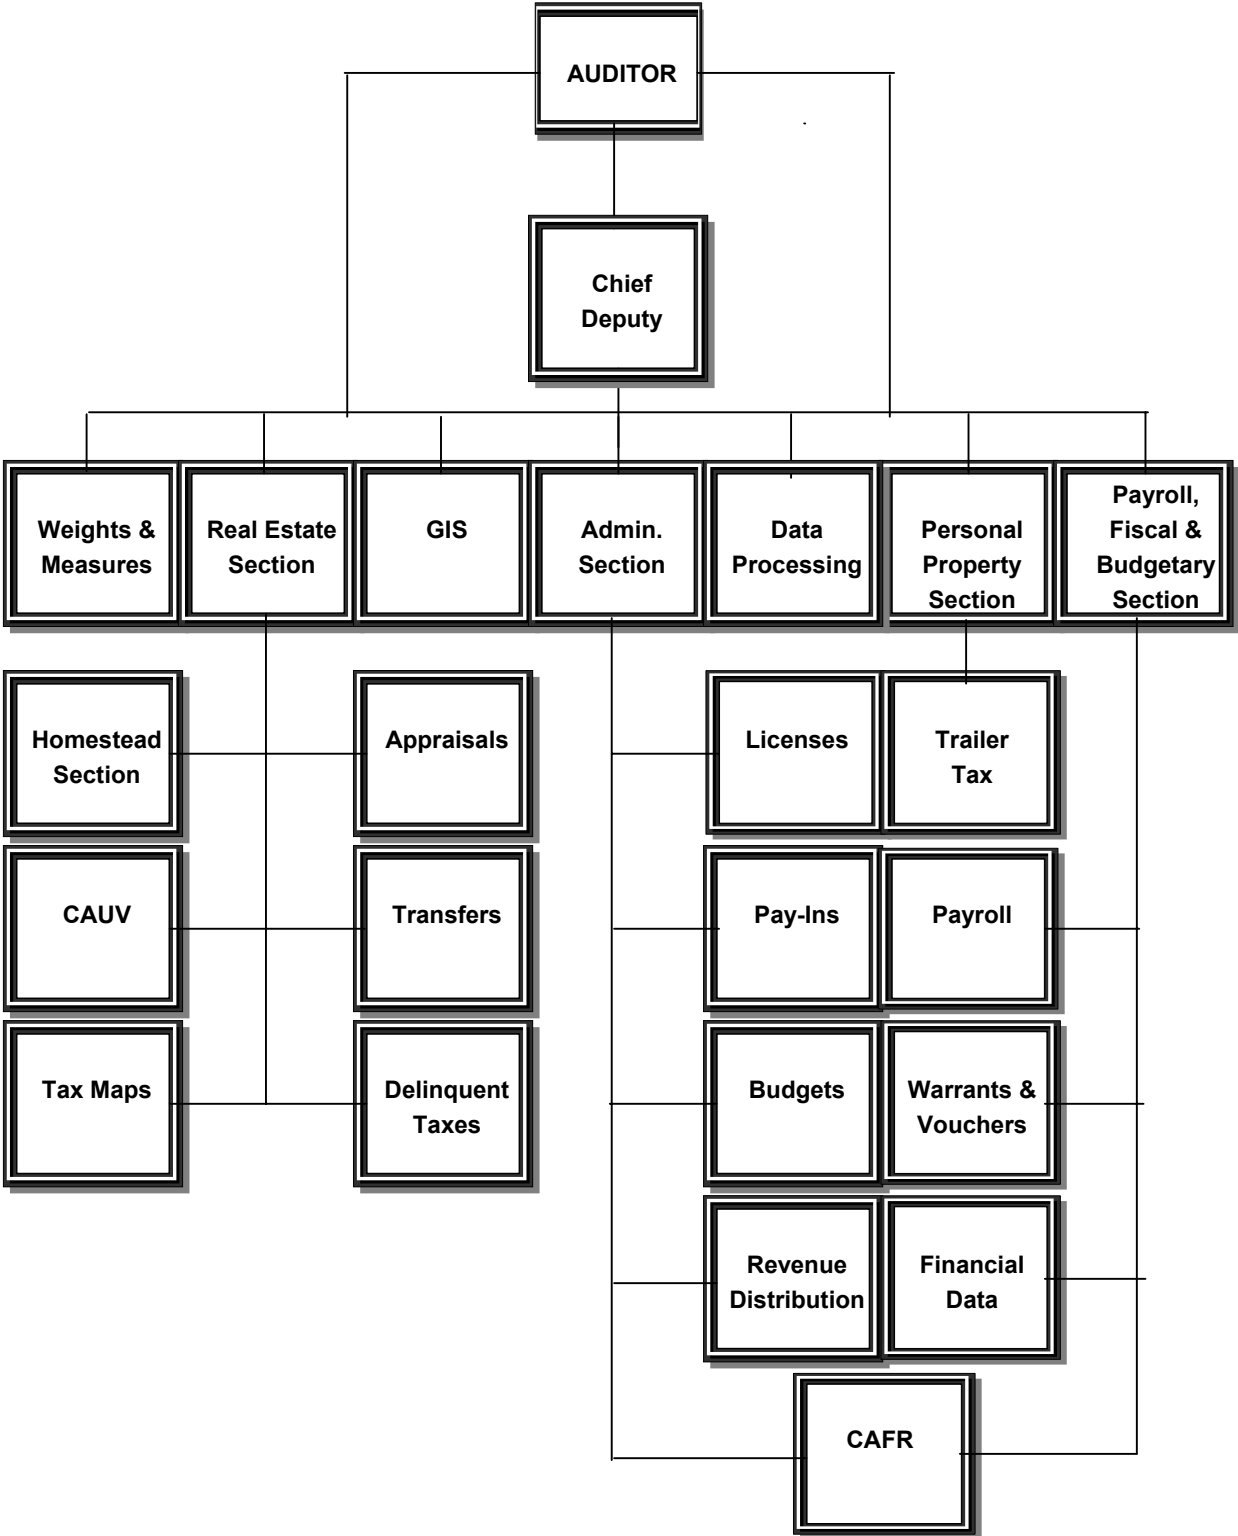 AUDITOR
Chief
Deputy
Weights &
Measures
Real Estate
Section
GIS
Admin.
Section
Data
Processing
Personal
Property
Section
Payroll,
Fiscal &
Budgetary
Section
Homestead
Section
Appraisals
Licenses
Trailer
Tax
CAUV
Transfers
Pay-Ins
Payroll
Tax Maps
Delinquent
Taxes
Budgets
Warrants &
Vouchers
Revenue
Distribution
Financial
Data
CAFR